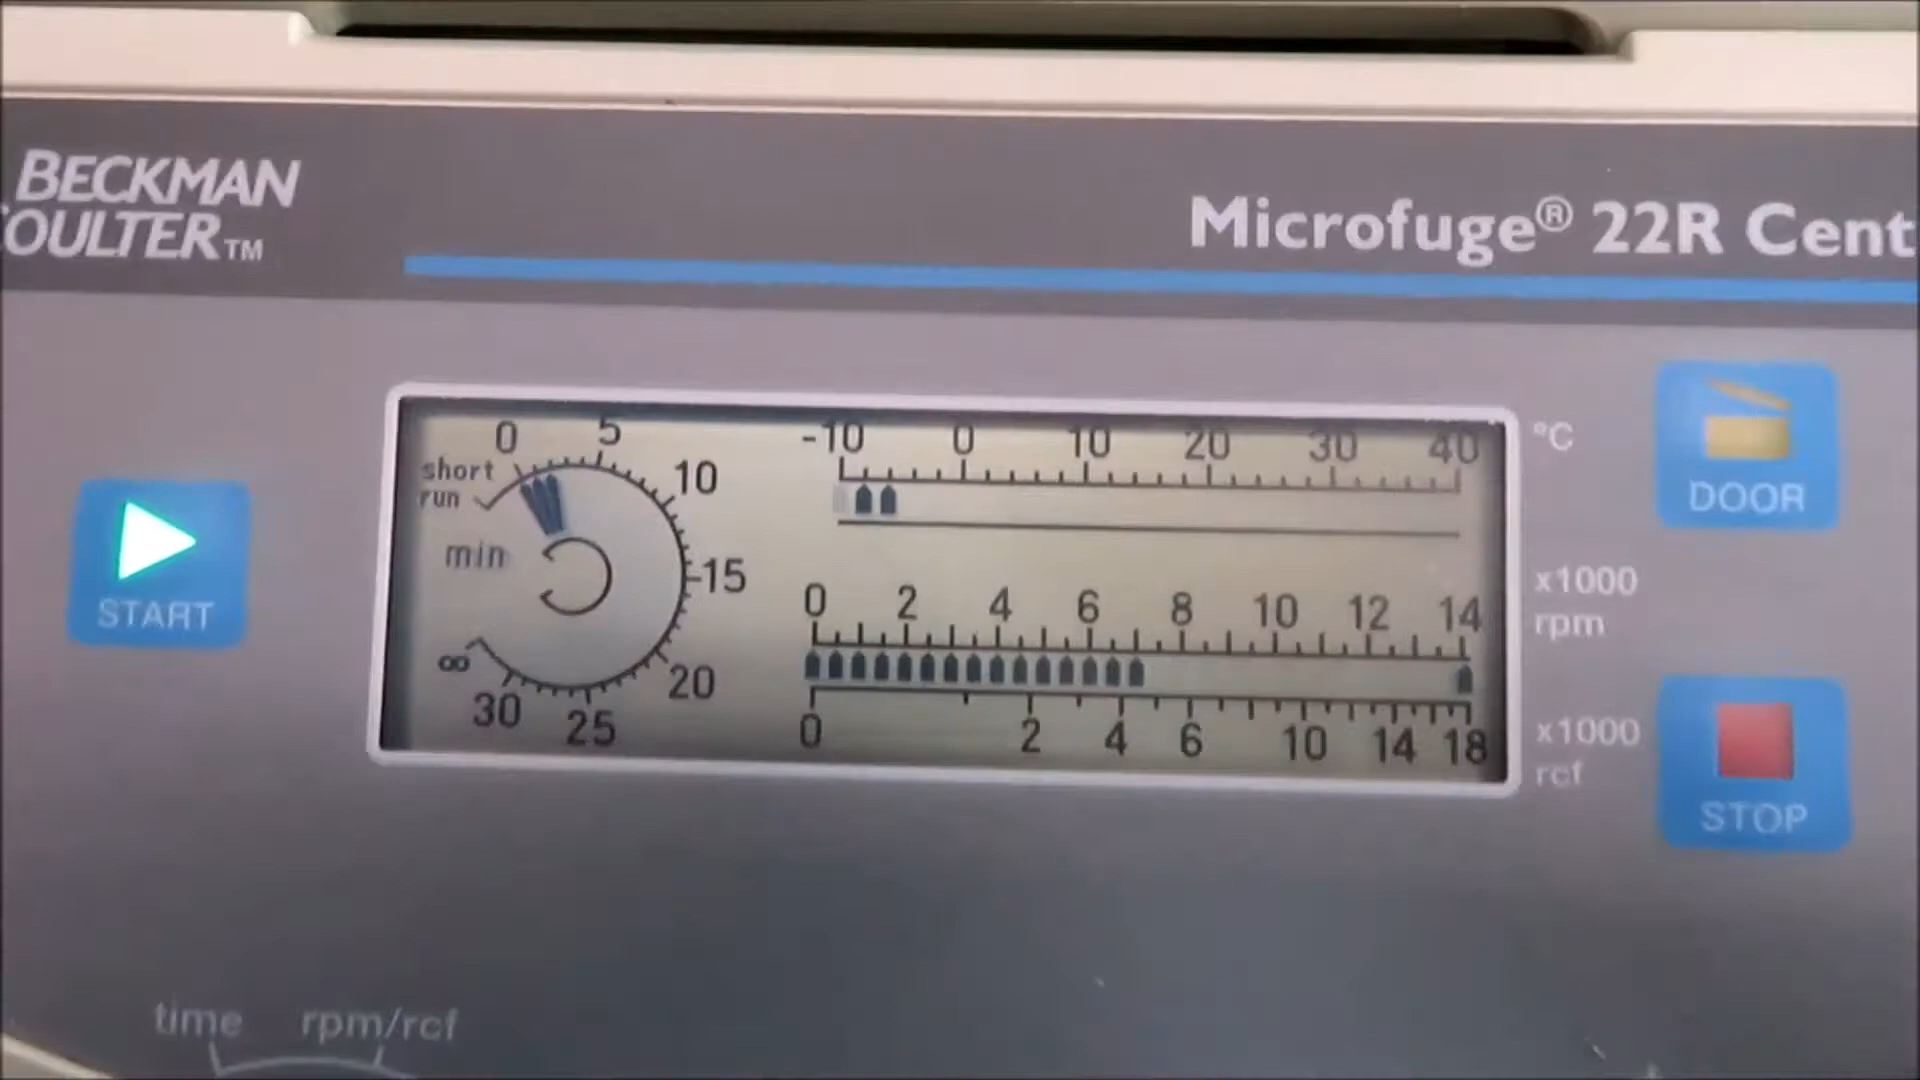 BECKMAN
COULTER™
Microfuge® 22R Cent
START
0 5 10 15 20 25 30 ∞
short
run
min
-10 0 10 20 30 40 °C
0 2 4 6 8 10 12 14
x1000
rpm
0 2 4 6 10 14 18
x1000
rcf
DOOR
STOP
time rpm/rcf